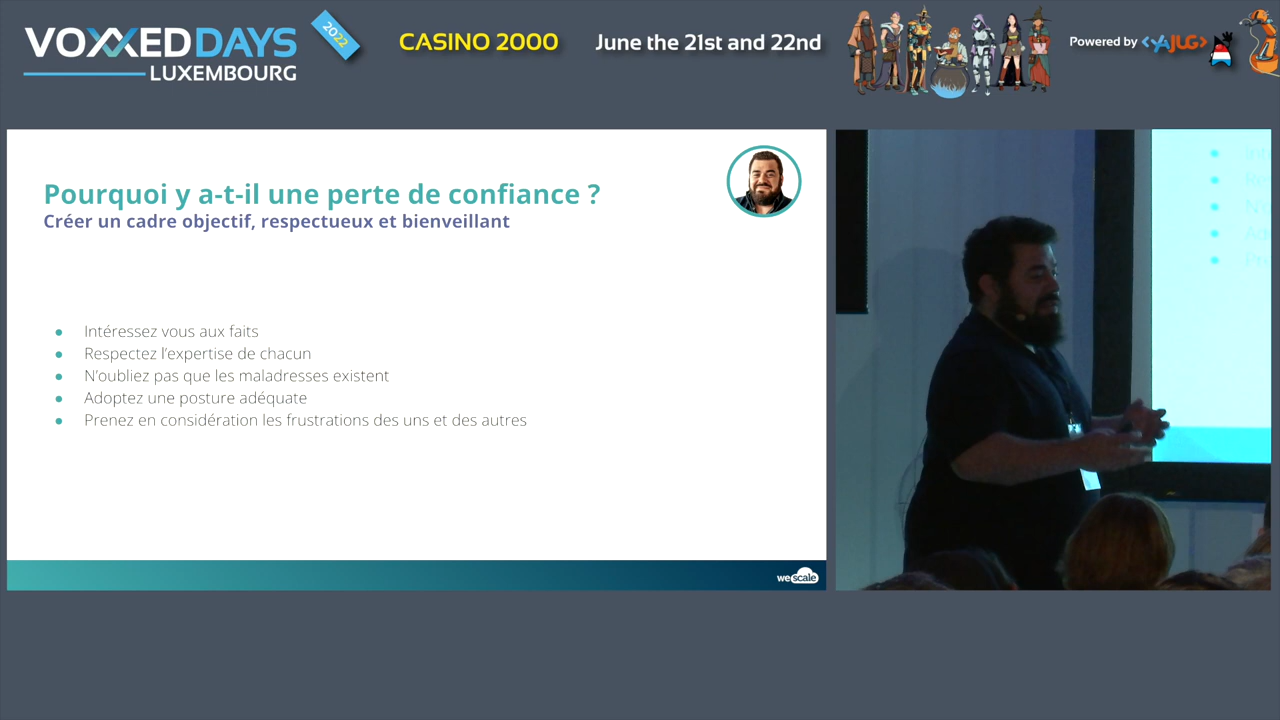 VOXXED DAYS
LUXEMBOURG
2022
CASINO 2000
June the 21st and 22nd
Powered by <YAJUG>
Pourquoi y a-t-il une perte de confiance ?
Créer un cadre objectif, respectueux et bienveillant
Intéressez vous aux faits
Respectez l'expertise de chacun
N'oubliez pas que les maladresses existent
Adoptez une posture adéquate
Prenez en considération les frustrations des uns et des autres
wescale